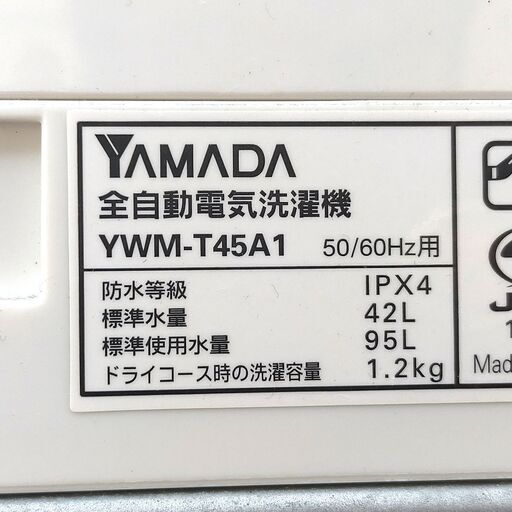 YAMADA
全自動電気洗濯機
YWM-T45A1 50/60Hz用
防水等級 IPX4
標準水量 42L
標準使用水量 95L
ドライコース時の洗濯容量 1.2kg
Mad